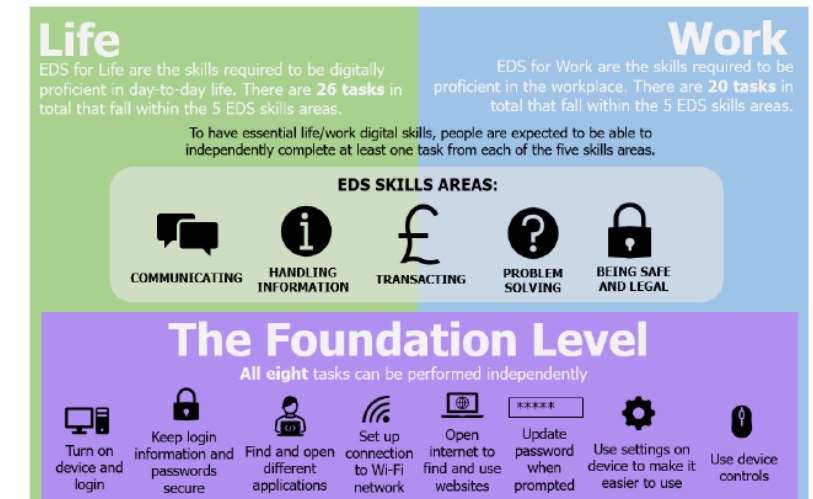 Life
EDS for Life are the skills required to be digitally
proficient in day-to-day life. There are 26 tasks in
total that fall within the 5 EDS skills areas.
Work
EDS for Work are the skills required to be
proficient in the workplace. There are 20 tasks in
total that fall within the 5 EDS skills areas.
To have essential life/work digital skills, people are expected to be able to
independently complete at least one task from each of the five skills areas.
EDS SKILLS AREAS:
COMMUNICATING
HANDLING
INFORMATION
£
TRANSACTING
?
PROBLEM
SOLVING
BEING SAFE
AND LEGAL
The Foundation Level
All eight tasks can be performed independently
Turn on
device and
login
Keep login
information and
passwords
secure
</>
Find and open
different
applications
Set up
connection
to Wi-Fi
network
Open
internet to
find and use
websites
*****
Update
password
when
prompted
Use settings on
device to make it
easier to use
Use device
controls